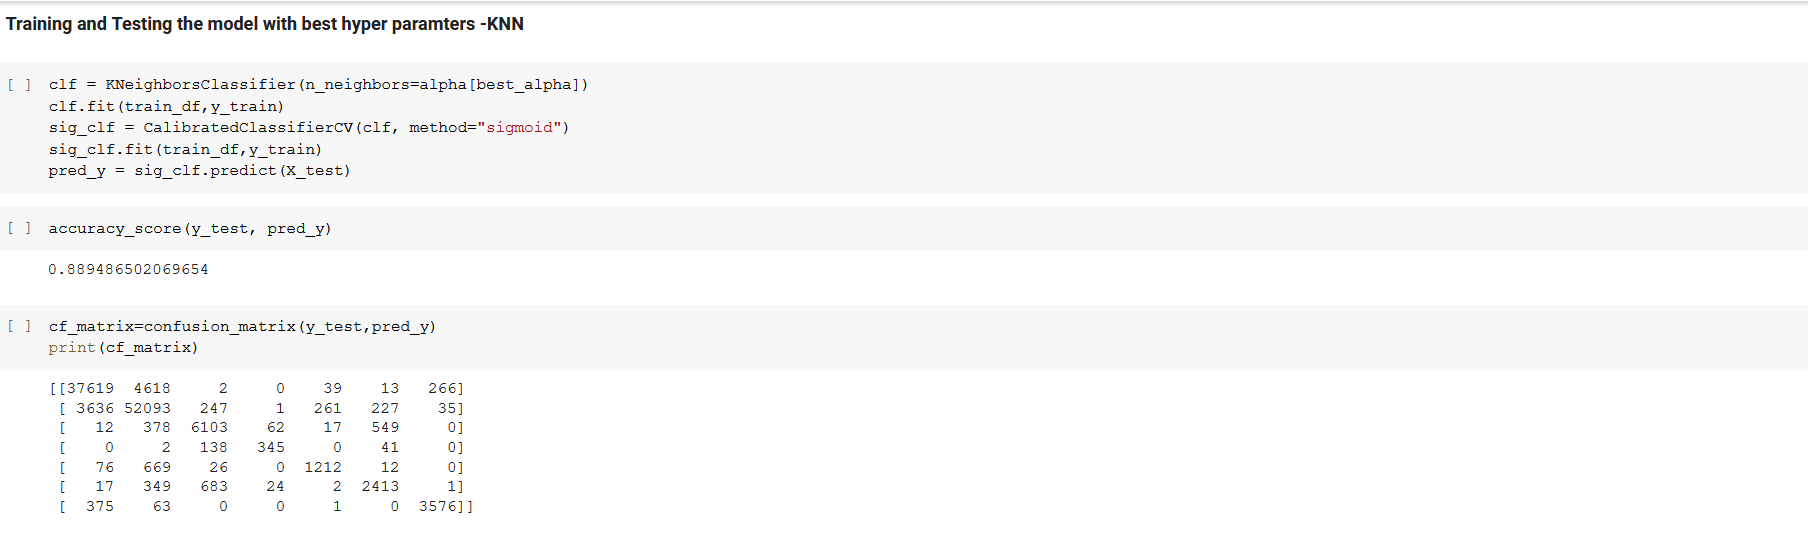 Training and Testing the model with best hyper paramters -KNN
[ ] clf = KNeighborsClassifier(n_neighbors=alpha[best_alpha])
clf.fit(train_df,y_train)
sig_clf = CalibratedClassifierCV(clf, method="sigmoid")
sig_clf.fit(train_df,y_train)
pred_y = sig_clf.predict(X_test)
[ ] accuracy_score(y_test, pred_y)
0.889486502069654
[ ] cf_matrix=confusion_matrix(y_test,pred_y)
print(cf_matrix)
[[37619 4618 2 0 39 13 266]
[ 3636 52093 247 1 261 227 35]
[ 12 378 6103 62 17 549 0]
[ 0 2 138 345 0 41 0]
[ 76 669 26 0 1212 12 0]
[ 17 349 683 24 2 2413 1]
[ 375 63 0 0 1 0 3576]]